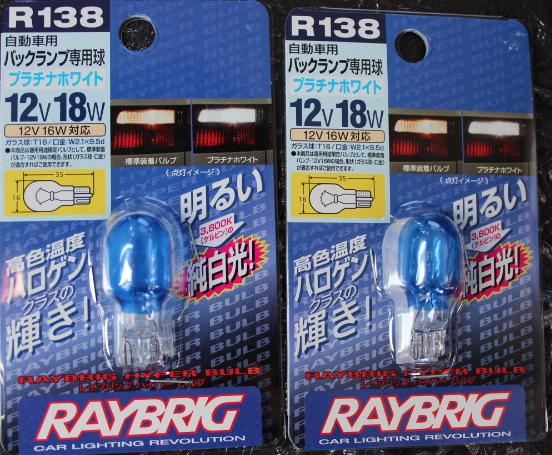 R138
自動車用
バックランプ専用球
プラチナホワイト
12V 18W
12V 16W 対応
ガラス球:T16/口金:W2.1×9.5d
標準装着バルブ
プラチナホワイト
(点灯イメージ)
35
16
明るい
3,800K
(ケルビン)の
純白光!
高色温度
ハロゲン
クラスの
輝き!
RAYBRIG HYPER BULB
レイブリック ハイパー バルブ
RAYBRIG
CAR LIGHTING REVOLUTION
R138
自動車用
バックランプ専用球
プラチナホワイト
12V 18W
12V 16W 対応
ガラス球:T16/口金:W2.1×9.5d
標準装着バルブ
プラチナホワイト
(点灯イメージ)
35
16
明るい
3,800K
(ケルビン)の
純白光!
高色温度
ハロゲン
クラスの
輝き!
RAYBRIG HYPER BULB
レイブリック ハイパー バルブ
RAYBRIG
CAR LIGHTING REVOLUTION